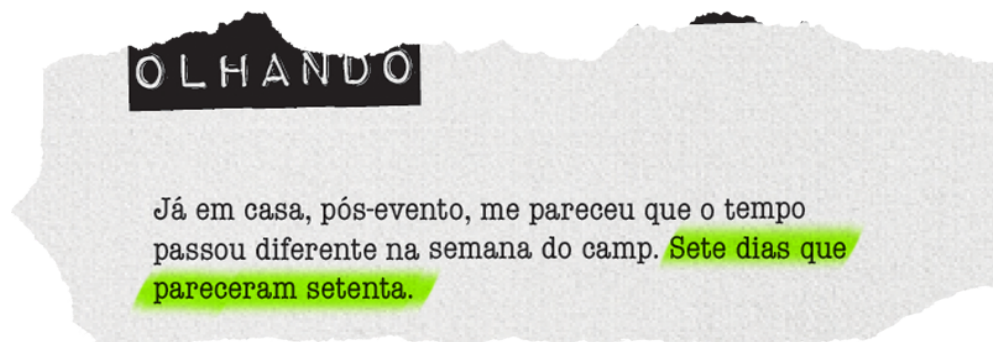 OLHANDO
Já em casa, pós-evento, me pareceu que o tempo
passou diferente na semana do camp. Sete dias que
pareceram setenta.